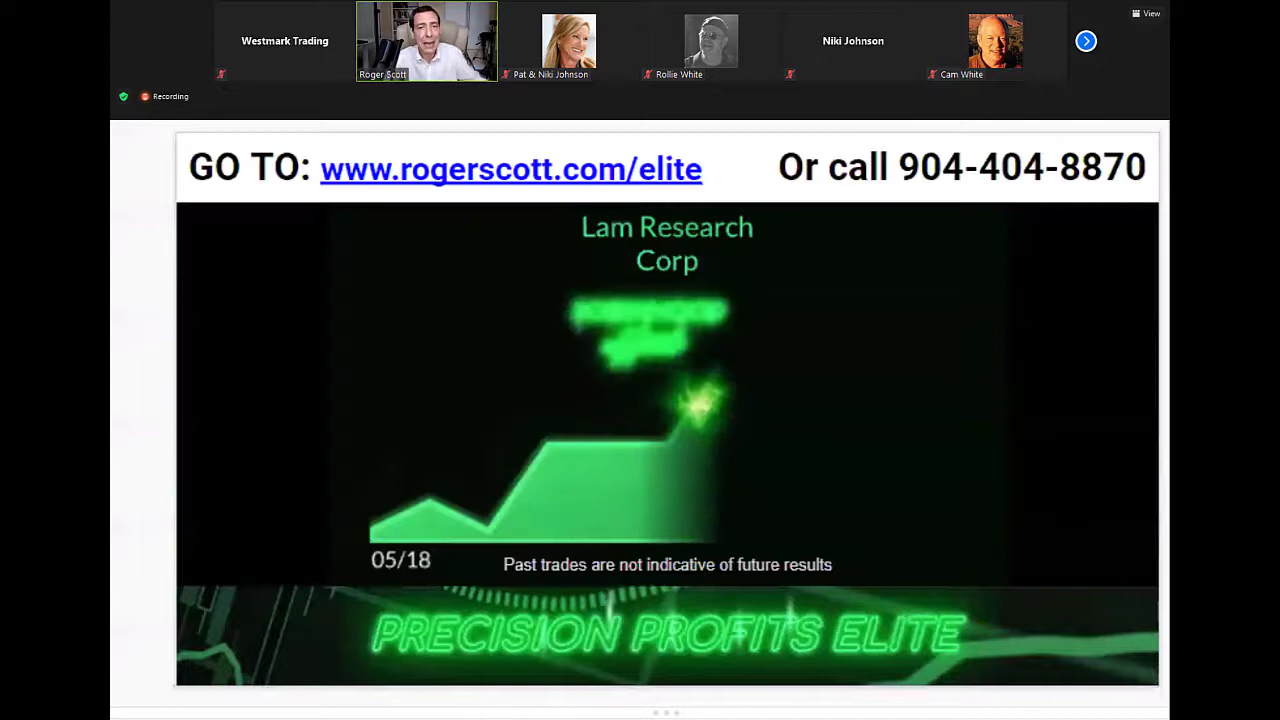 View
Westmark Trading
Niki Johnson
Roger Scott
Pat & Niki Johnson
Rollie White
Cam White
Recording
GO TO: www.rogerscott.com/elite Or call 904-404-8870
Lam Research
Corp
05/18
Past trades are not indicative of future results
PRECISION PROFITS ELITE